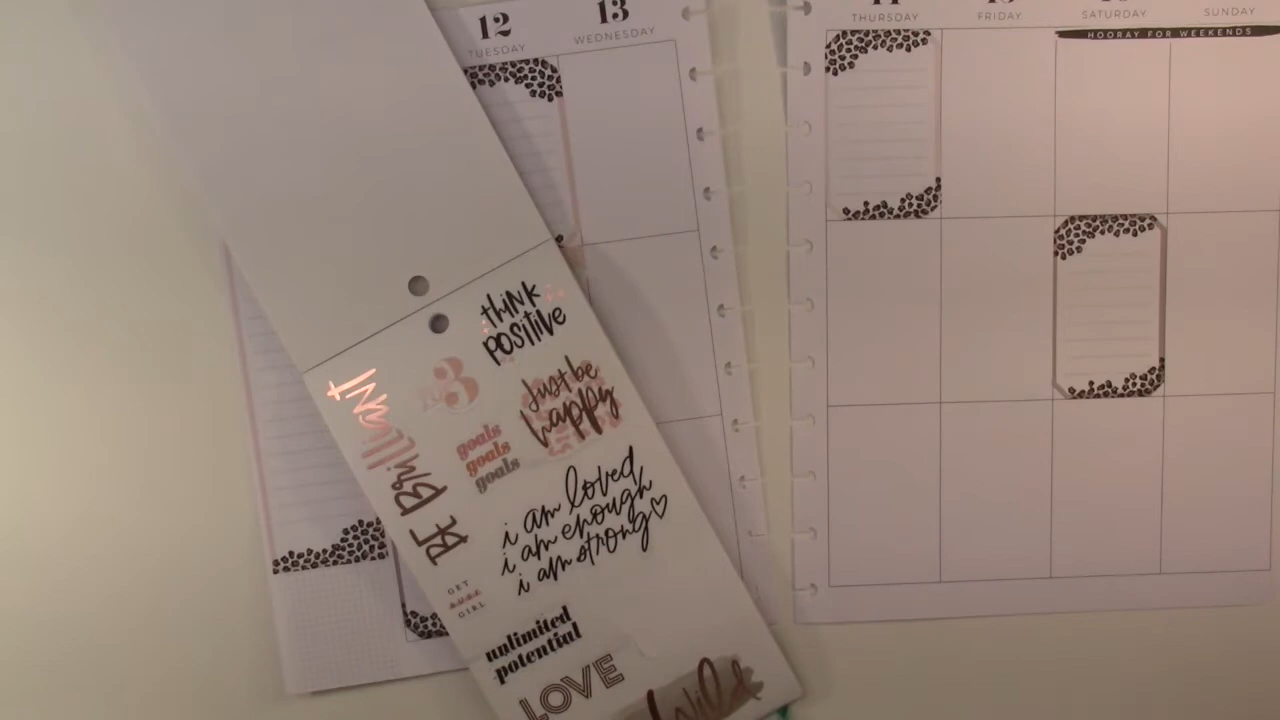 12
TUESDAY
13
WEDNESDAY
THURSDAY
FRIDAY
SATURDAY
SUNDAY
HOORAY FOR WEEKENDS
think
positive
BE Brilliant
Just be
happy
goals
goals
goals
i am loved
i am enough
i am strong
GET
GIRL
unlimited
potential
LOVE
Wild